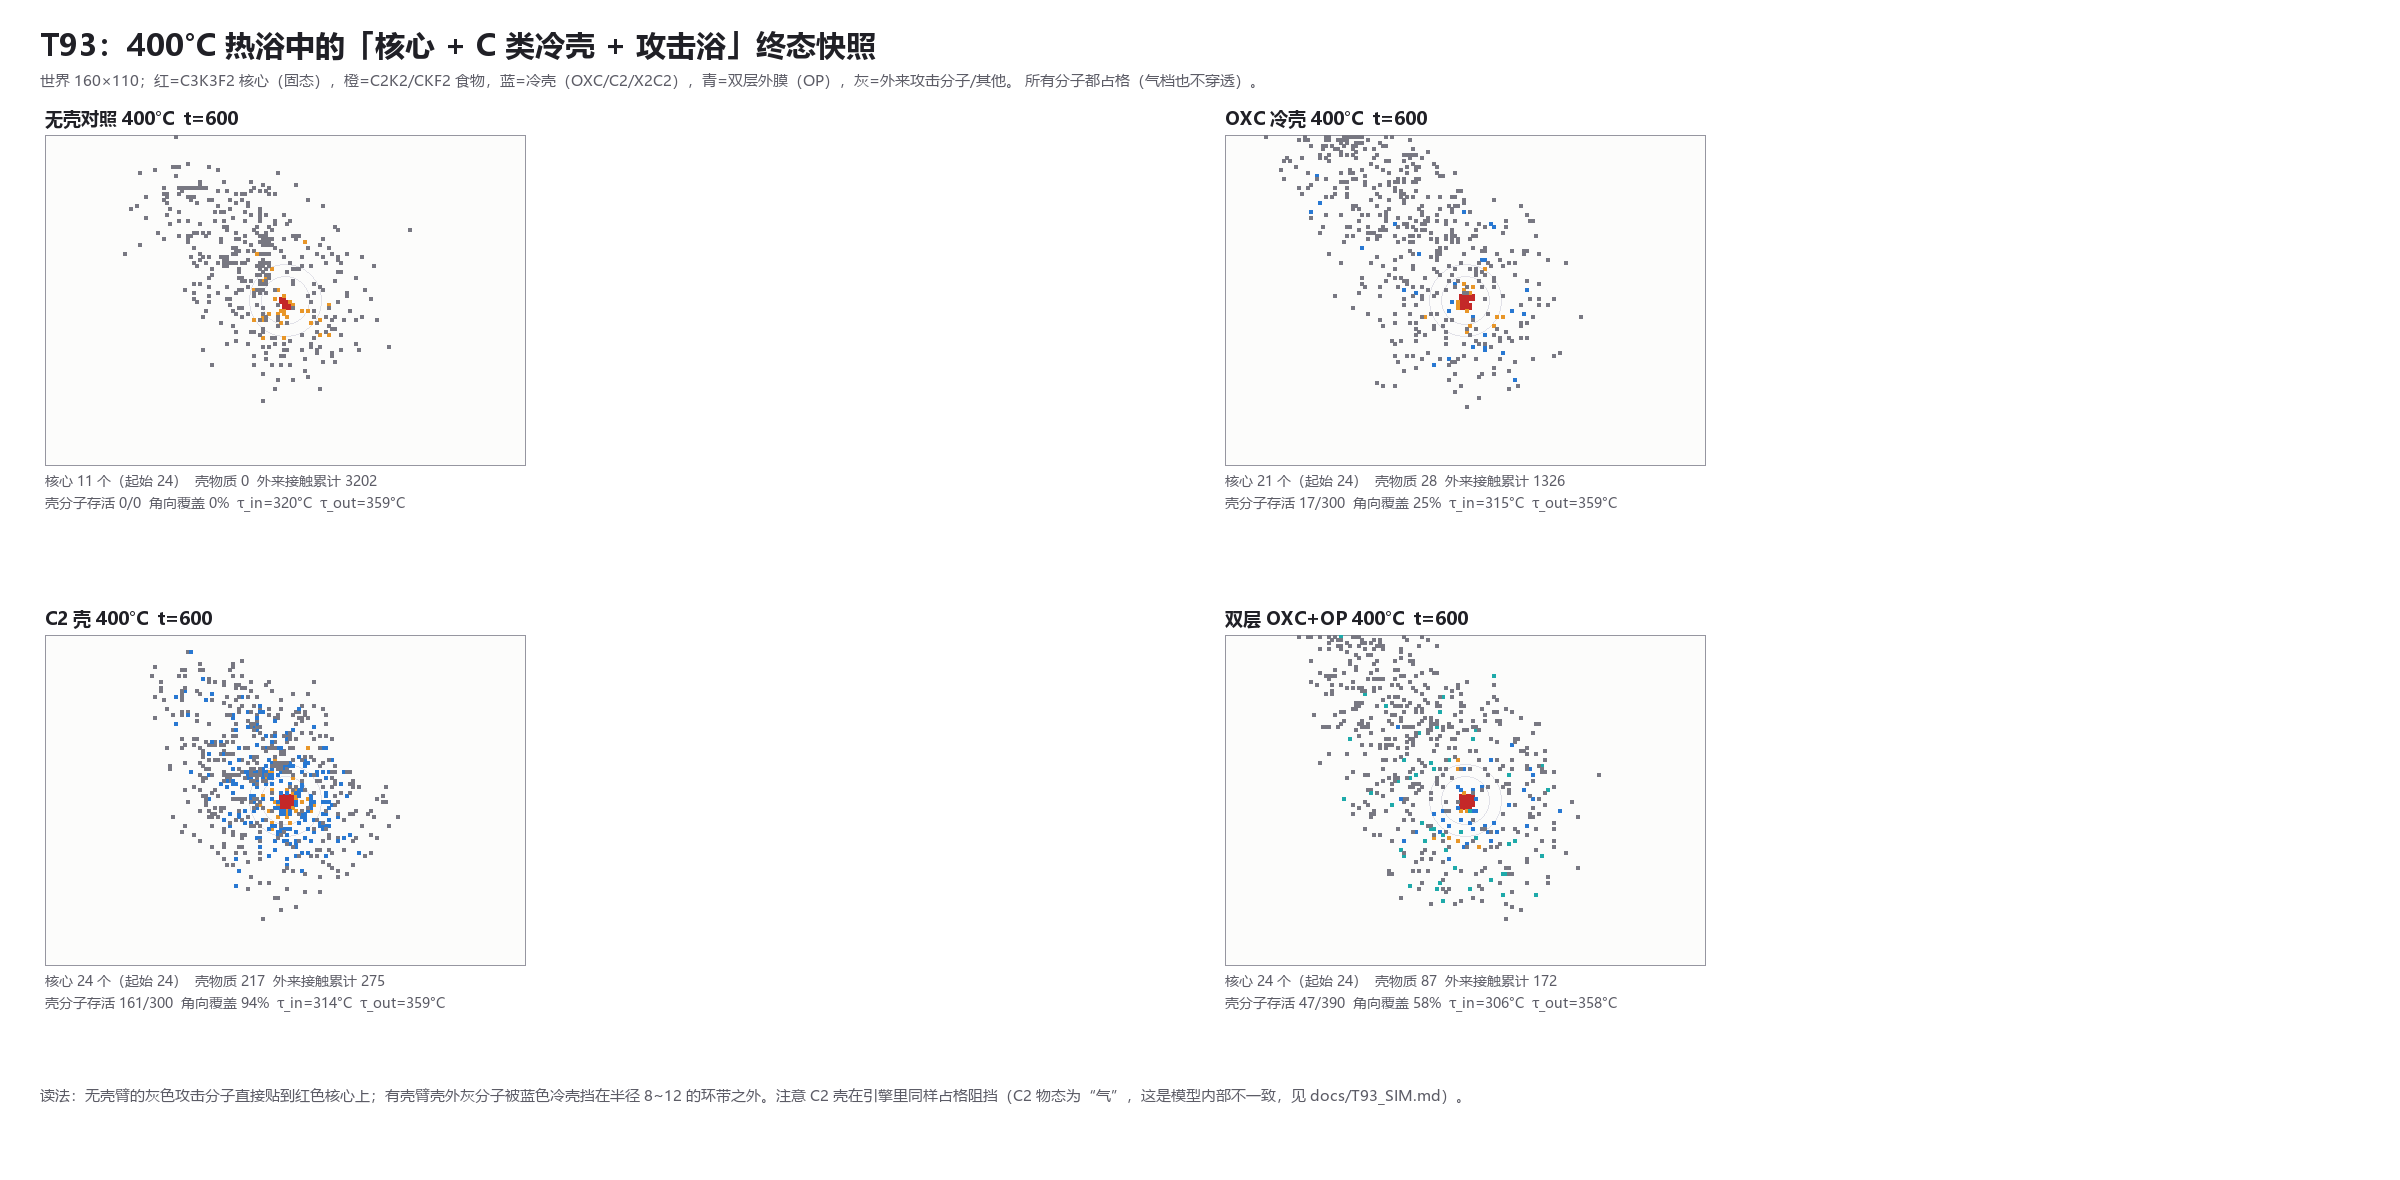 T93：400°C 热浴中的「核心 + C 类冷壳 + 攻击浴」终态快照
世界 160×110；红=C3K3F2 核心（固态），橙=C2K2/CKF2 食物，蓝=冷壳（OXC/C2/X2C2），青=双层外膜（OP），灰=外来攻击分子/其他。 所有分子都占格（气档也不穿透）。
无壳对照 400°C t=600
核心 11 个（起始 24） 壳物质 0 外来接触累计 3202
壳分子存活 0/0 角向覆盖 0% τ_in=320°C τ_out=359°C
OXC 冷壳 400°C t=600
核心 21 个（起始 24） 壳物质 28 外来接触累计 1326
壳分子存活 17/300 角向覆盖 25% τ_in=315°C τ_out=359°C
C2 壳 400°C t=600
核心 24 个（起始 24） 壳物质 217 外来接触累计 275
壳分子存活 161/300 角向覆盖 94% τ_in=314°C τ_out=359°C
双层 OXC+OP 400°C t=600
核心 24 个（起始 24） 壳物质 87 外来接触累计 172
壳分子存活 47/390 角向覆盖 58% τ_in=306°C τ_out=358°C
读法：无壳臂的灰色攻击分子直接贴到红色核心上；有壳臂壳外灰分子被蓝色冷壳挡在半径 8~12 的环带之外。注意 C2 壳在引擎里同样占格阻挡（C2 物态为“气”，这是模型内部不一致，见 docs/T93_SIM.md）。